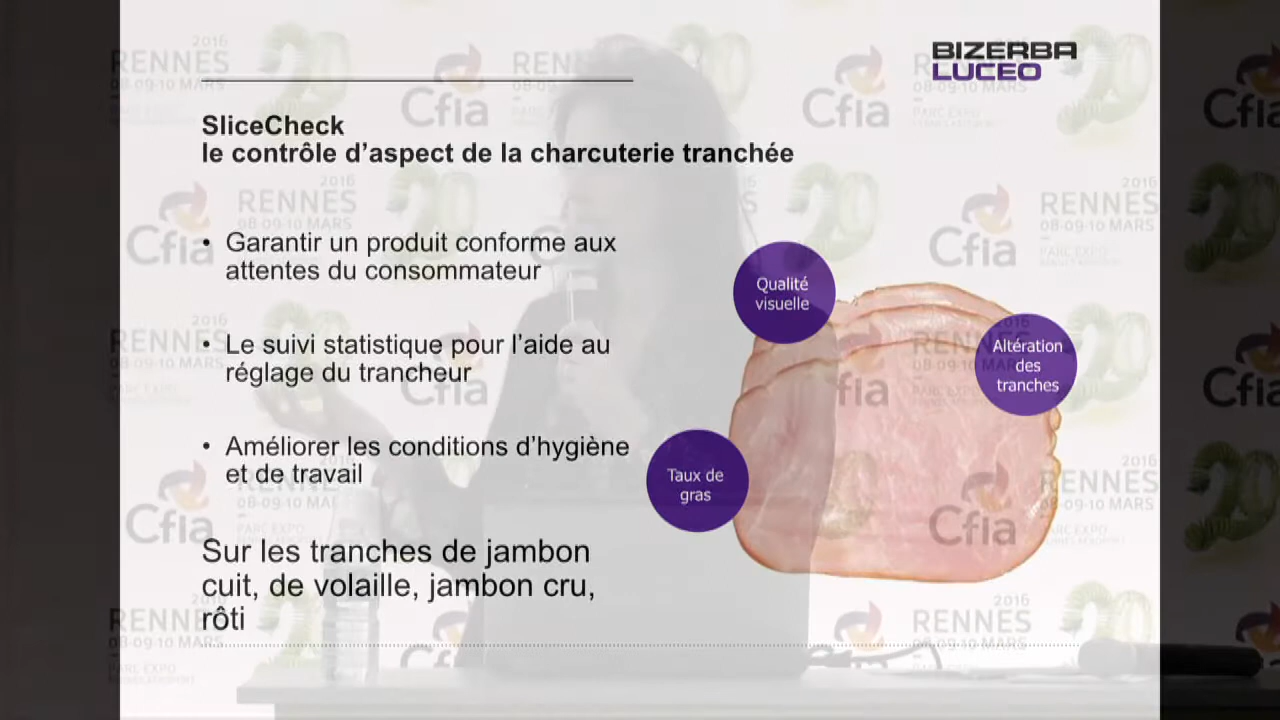 BIZERBA
LUCEO
SliceCheck
le contrôle d’aspect de la charcuterie tranchée
• Garantir un produit conforme aux
attentes du consommateur
• Le suivi statistique pour l’aide au
réglage du trancheur
• Améliorer les conditions d’hygiène
et de travail
Sur les tranches de jambon
cuit, de volaille, jambon cru,
rôti
Qualité
visuelle
Altération
des
tranches
Taux de
gras
2016
RENNES
08-09-10 MARS
PARC EXPO
Cfia
20